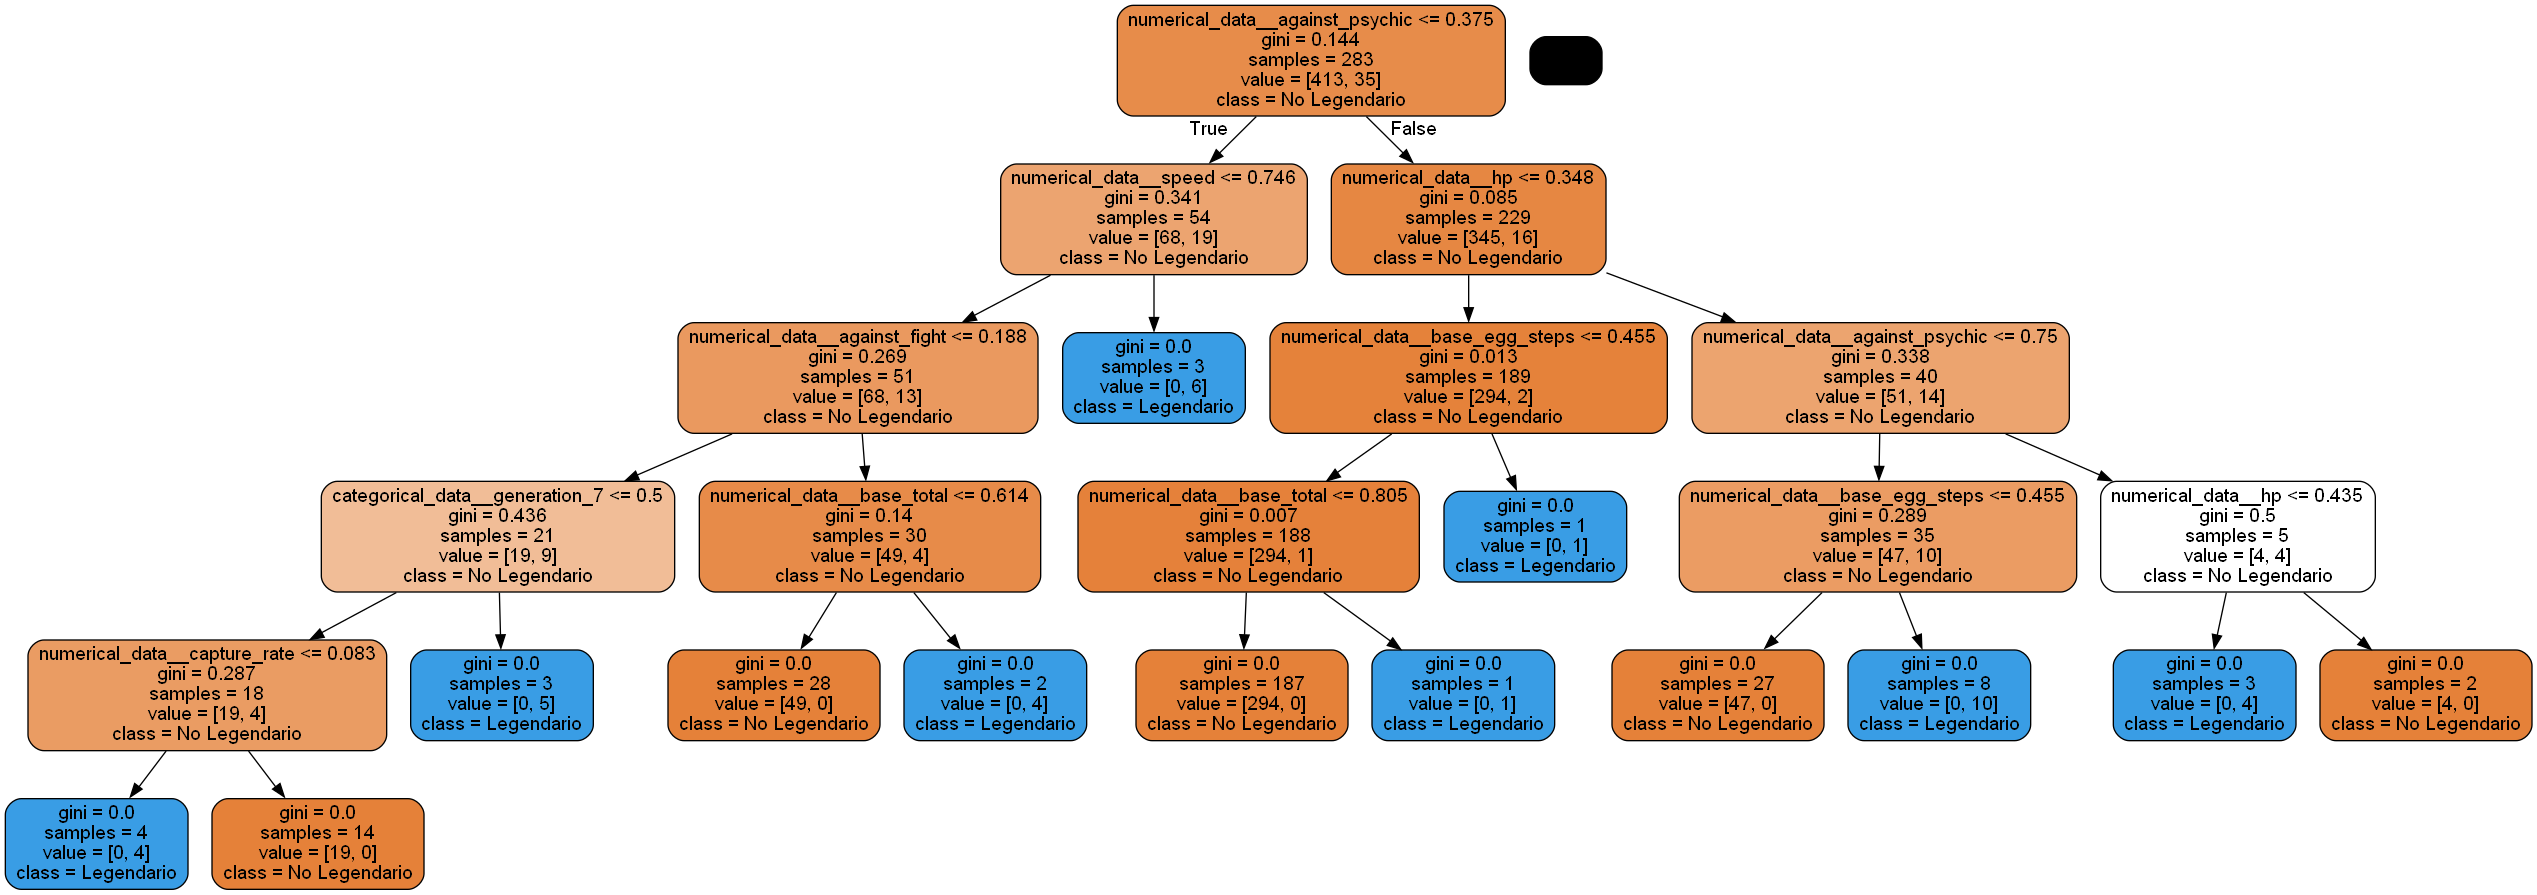 numerical_data__against_psychic <= 0.375
gini = 0.144
samples = 283
value = [413, 35]
class = No Legendario
True
False
numerical_data__speed <= 0.746
gini = 0.341
samples = 54
value = [68, 19]
class = No Legendario
numerical_data__hp <= 0.348
gini = 0.085
samples = 229
value = [345, 16]
class = No Legendario
numerical_data__against_fight <= 0.188
gini = 0.269
samples = 51
value = [68, 13]
class = No Legendario
gini = 0.0
samples = 3
value = [0, 6]
class = Legendario
numerical_data__base_egg_steps <= 0.455
gini = 0.013
samples = 189
value = [294, 2]
class = No Legendario
numerical_data__against_psychic <= 0.75
gini = 0.338
samples = 40
value = [51, 14]
class = No Legendario
categorical_data__generation_7 <= 0.5
gini = 0.436
samples = 21
value = [19, 9]
class = No Legendario
numerical_data__base_total <= 0.614
gini = 0.14
samples = 30
value = [49, 4]
class = No Legendario
numerical_data__base_total <= 0.805
gini = 0.007
samples = 188
value = [294, 1]
class = No Legendario
gini = 0.0
samples = 1
value = [0, 1]
class = Legendario
numerical_data__base_egg_steps <= 0.455
gini = 0.289
samples = 35
value = [47, 10]
class = No Legendario
numerical_data__hp <= 0.435
gini = 0.5
samples = 5
value = [4, 4]
class = No Legendario
numerical_data__capture_rate <= 0.083
gini = 0.287
samples = 18
value = [19, 4]
class = No Legendario
gini = 0.0
samples = 3
value = [0, 5]
class = Legendario
gini = 0.0
samples = 28
value = [49, 0]
class = No Legendario
gini = 0.0
samples = 2
value = [0, 4]
class = Legendario
gini = 0.0
samples = 187
value = [294, 0]
class = No Legendario
gini = 0.0
samples = 1
value = [0, 1]
class = Legendario
gini = 0.0
samples = 27
value = [47, 0]
class = No Legendario
gini = 0.0
samples = 8
value = [0, 10]
class = Legendario
gini = 0.0
samples = 3
value = [0, 4]
class = Legendario
gini = 0.0
samples = 2
value = [4, 0]
class = No Legendario
gini = 0.0
samples = 4
value = [0, 4]
class = Legendario
gini = 0.0
samples = 14
value = [19, 0]
class = No Legendario